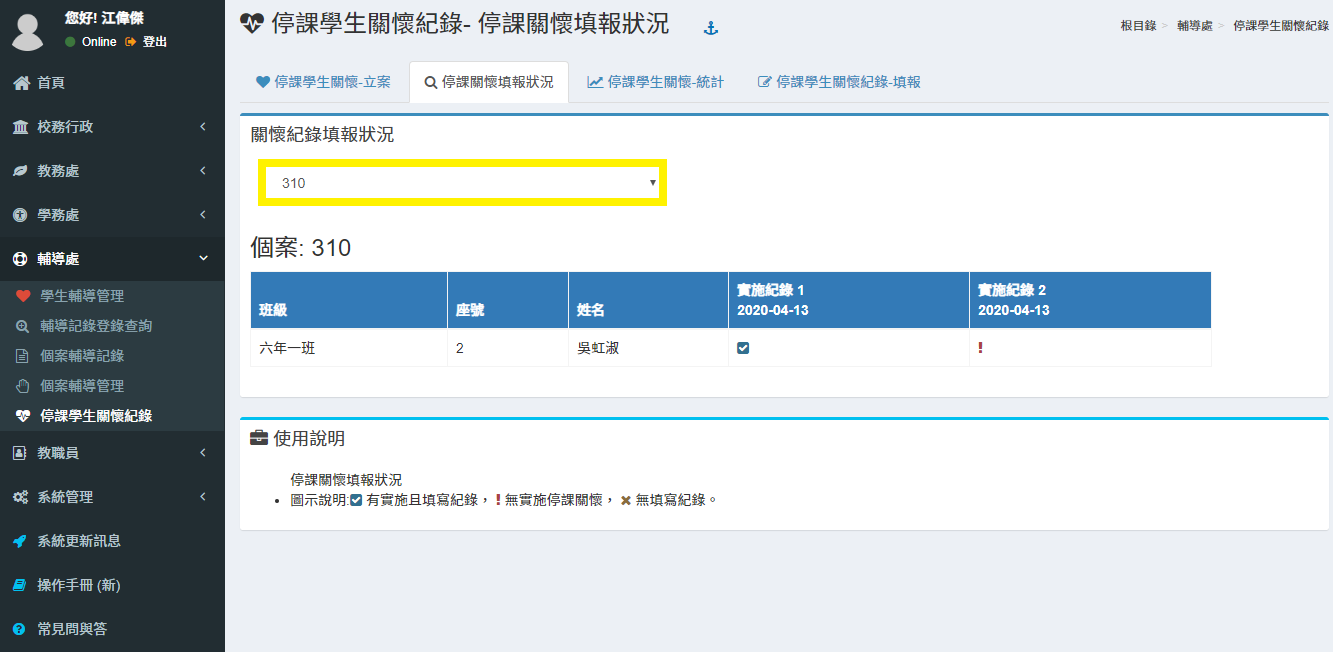 您好! 江偉傑
Online 登出
首頁
校務行政
教務處
學務處
輔導處
學生輔導管理
輔導記錄登錄查詢
個案輔導記錄
個案輔導管理
停課學生關懷紀錄
教職員
系統管理
系統更新訊息
操作手冊 (新)
常見問與答
停課學生關懷紀錄- 停課關懷填報狀況
根目錄 > 輔導處 > 停課學生關懷紀錄
停課學生關懷-立案
停課關懷填報狀況
停課學生關懷-統計
停課學生關懷紀錄-填報
關懷紀錄填報狀況
310
個案: 310
班級 座號 姓名 實施紀錄 1 2020-04-13 實施紀錄 2 2020-04-13
六年一班 2 吳虹淑 !
使用說明
停課關懷填報狀況
圖示說明: 有實施且填寫紀錄, ! 無實施停課關懷, ✖ 無填寫紀錄。